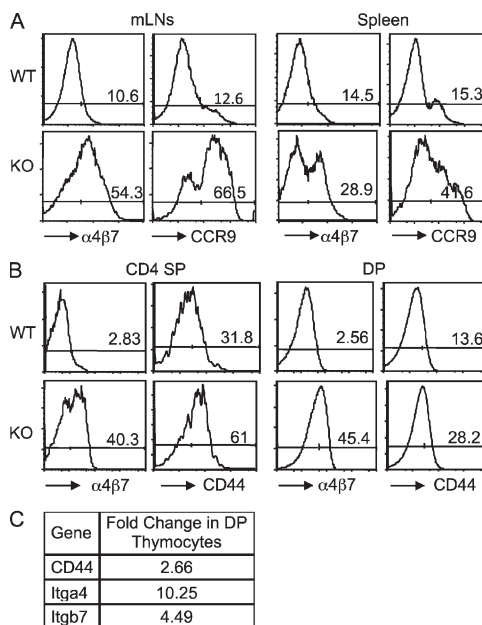 A
mLNs Spleen
WT 10.6 12.6 14.5 15.3
KO 54.3 66.5 28.9 41.6
α4β7 CCR9 α4β7 CCR9
B
CD4 SP DP
WT 2.83 31.8 2.56 13.6
KO 40.3 61 45.4 28.2
α4β7 CD44 α4β7 CD44
C
Gene Fold Change in DP Thymocytes
CD44 2.66
Itga4 10.25
Itgb7 4.49